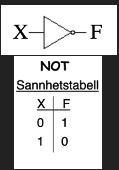 X F
NOT
Sannhetstabell
X F
0 1
1 0